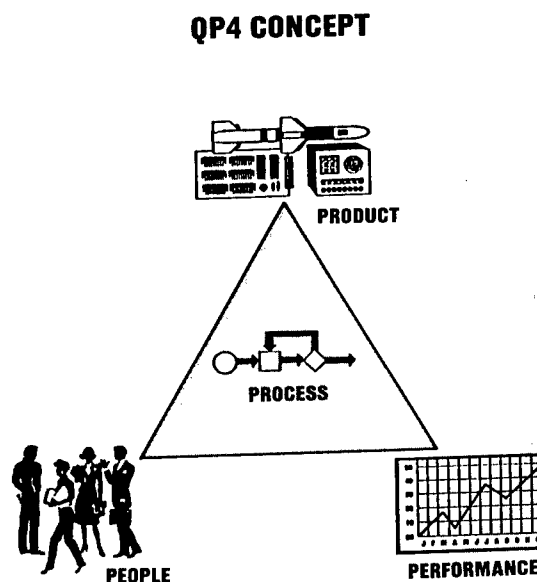 QP4 CONCEPT
PRODUCT
PROCESS
PEOPLE
J F M A M J J A S O N
PERFORMANCE